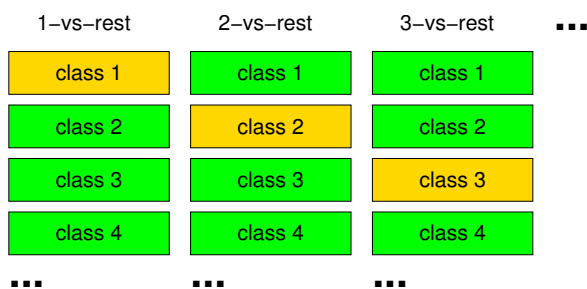 1−vs−rest 2−vs−rest 3−vs−rest ...
class 1 class 1 class 1
class 2 class 2 class 2
class 3 class 3 class 3
class 4 class 4 class 4
... ... ...